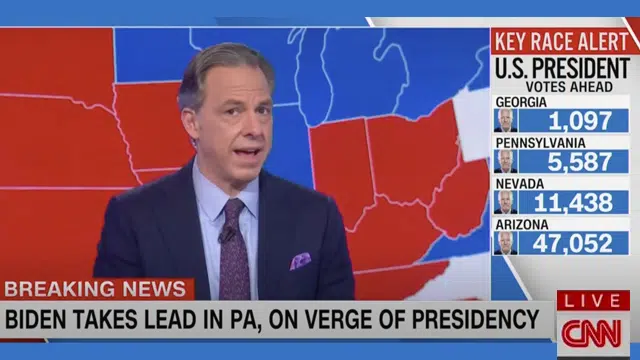 KEY RACE ALERT
U.S. PRESIDENT
VOTES AHEAD
GEORGIA
1,097
PENNSYLVANIA
5,587
NEVADA
11,438
ARIZONA
47,052
BREAKING NEWS
BIDEN TAKES LEAD IN PA, ON VERGE OF PRESIDENCY
LIVE
CNN